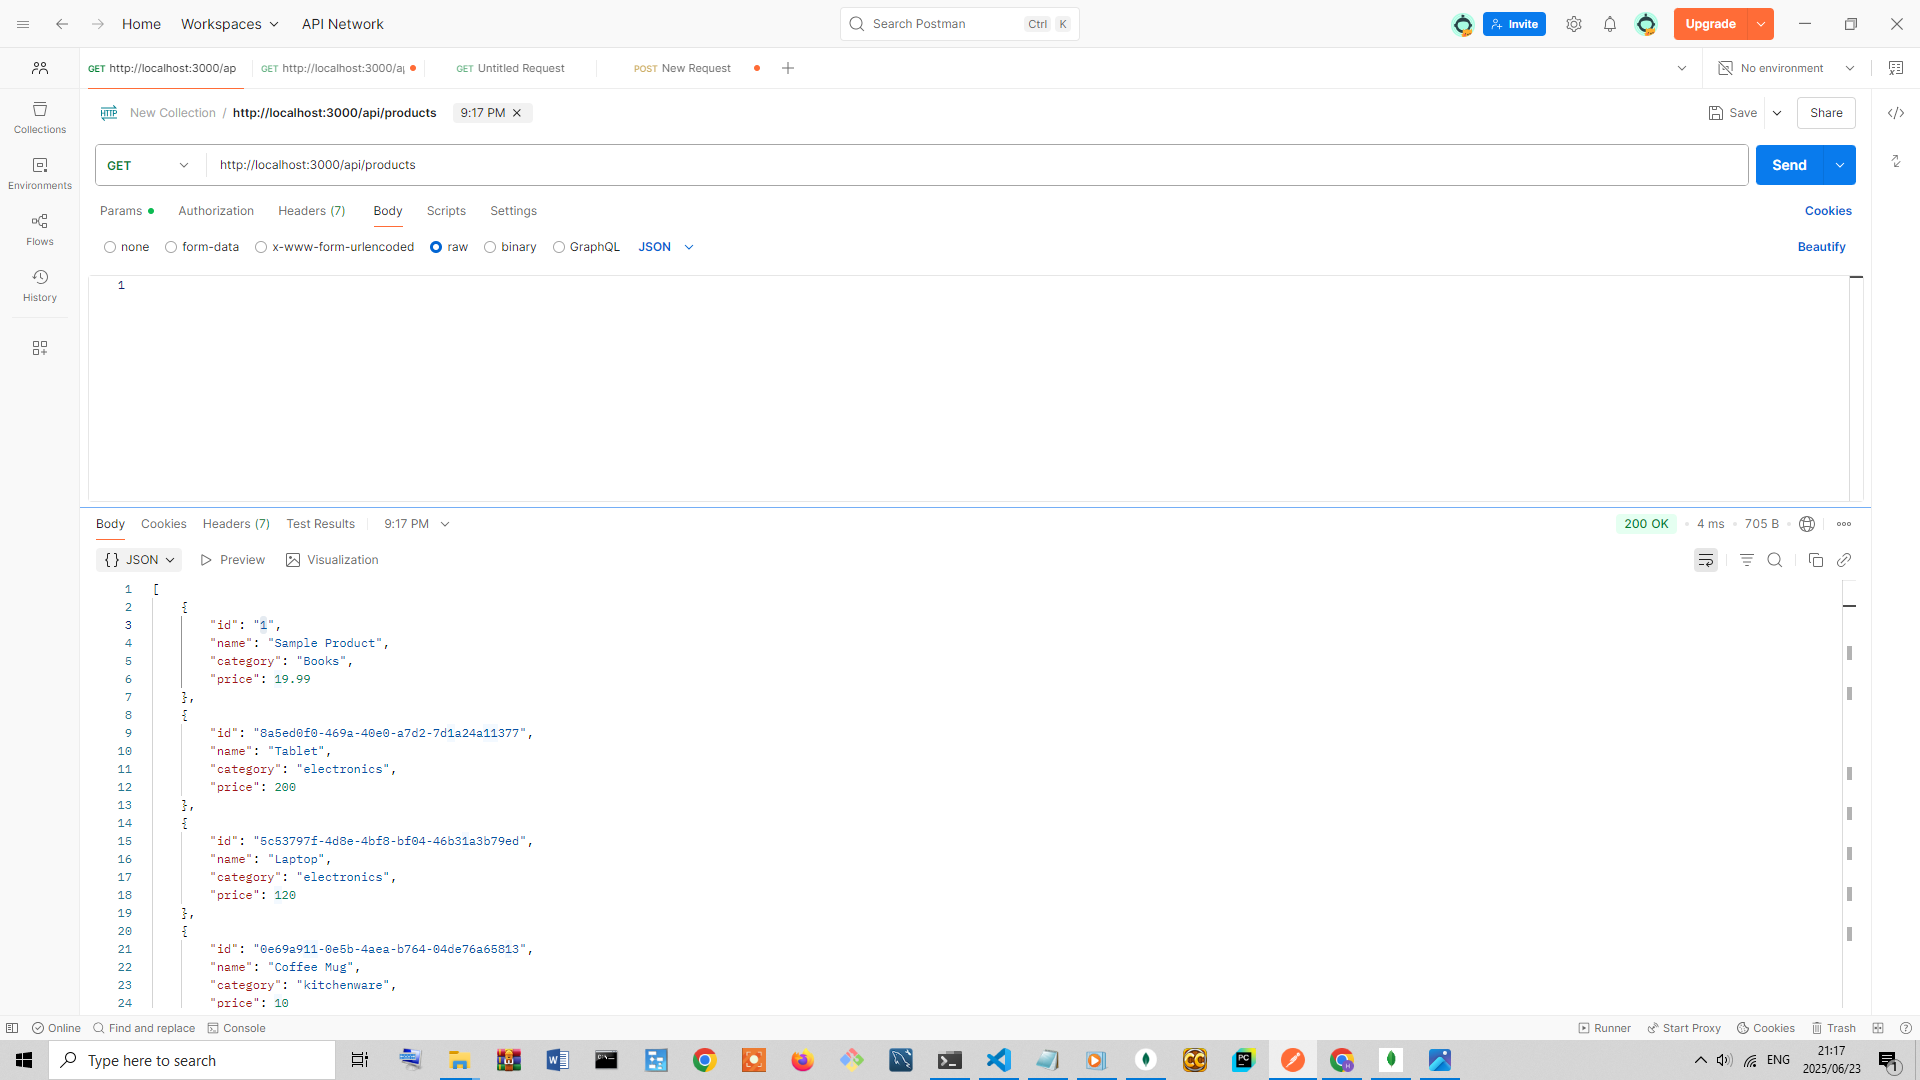 Home Workspaces API Network Search Postman Ctrl K Invite Upgrade
GET http://localhost:3000/ap GET http://localhost:3000/a GET Untitled Request POST New Request No environment
HTTP New Collection / http://localhost:3000/api/products 9:17 PM Save Share
Collections
Environments
Flows
History
GET http://localhost:3000/api/products Send
Params Authorization Headers (7) Body Scripts Settings Cookies
none form-data x-www-form-urlencoded raw binary GraphQL JSON Beautify
1
Body Cookies Headers (7) Test Results 9:17 PM 200 OK 4 ms 705 B
{} JSON Preview Visualization
1 [
2 {
3 "id": "1",
4 "name": "Sample Product",
5 "category": "Books",
6 "price": 19.99
7 },
8 {
9 "id": "8a5ed0f0-469a-40e0-a7d2-7d1a24a11377",
10 "name": "Tablet",
11 "category": "electronics",
12 "price": 200
13 },
14 {
15 "id": "5c53797f-4d8e-4bf8-bf04-46b31a3b79ed",
16 "name": "Laptop",
17 "category": "electronics",
18 "price": 120
19 },
20 {
21 "id": "0e69a911-0e5b-4aea-b764-04de76a65813",
22 "name": "Coffee Mug",
23 "category": "kitchenware",
24 "price": 10
Online Find and replace Console Runner Start Proxy Cookies Trash
Type here to search ENG 21:17
2025/06/23 1